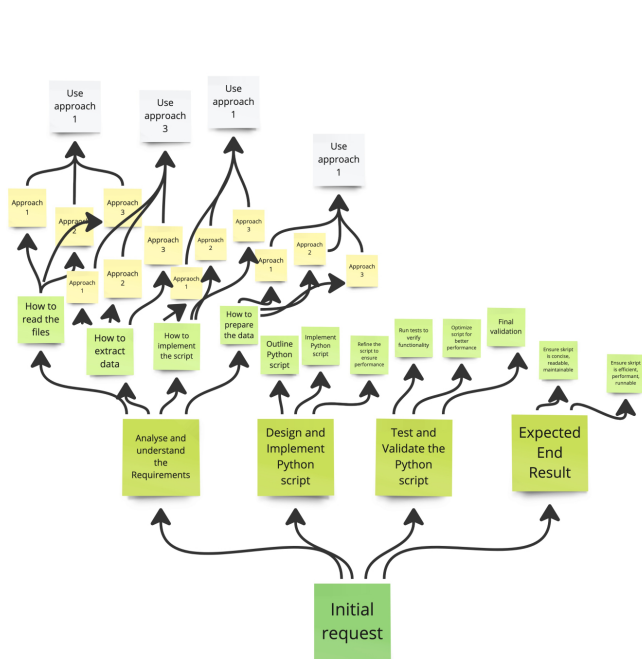 Use
approach
1
Use
approach
3
Use
approach
1
Use
approach
1
Approach
1
Approach
2
Approach
3
Approach
1
Approach
2
Approach
3
Approach
1
Approach
2
Approach
3
Approach
1
Approach
2
Approach
3
How to
read the
files
How to
extract
data
How to
implement
the script
How to
prepare
the data
Outline
Python
script
Implement
Python
script
Refine the
script to
ensure
performance
Run tests to
verify
functionality
Optimize
script for
better
performance
Final
validation
Ensure skript
is concise,
readable,
maintainable
Ensure skript
is efficient,
performant,
runnable
Analyse and
understand
the
Requirements
Design and
Implement
Python
script
Test and
Validate the
Python
script
Expected
End
Result
Initial
request